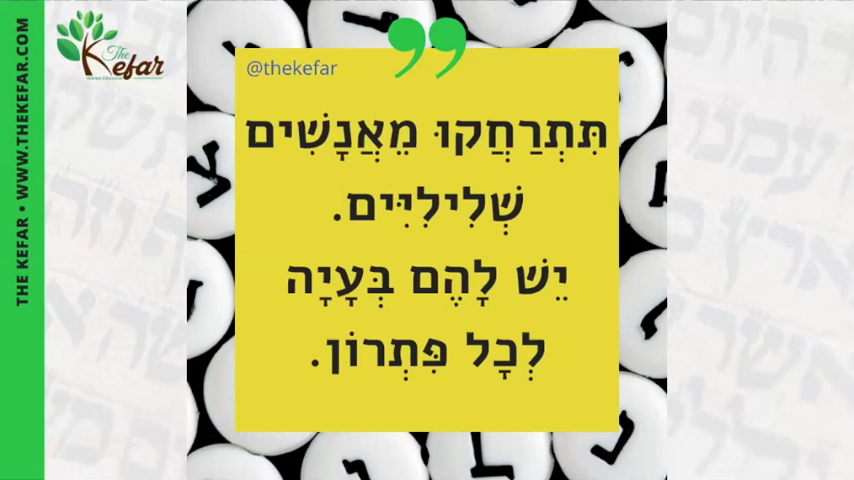 The
Kefar
@thekefar
תִּתְרַחֲקוּ מֵאֲנָשִׁים
שְׁלִילִיִּים.
יֵשׁ לָהֶם בְּעָיָה
לְכָל פִּתְרוֹן.
THE KEFAR • WWW.THEKEFAR.COM